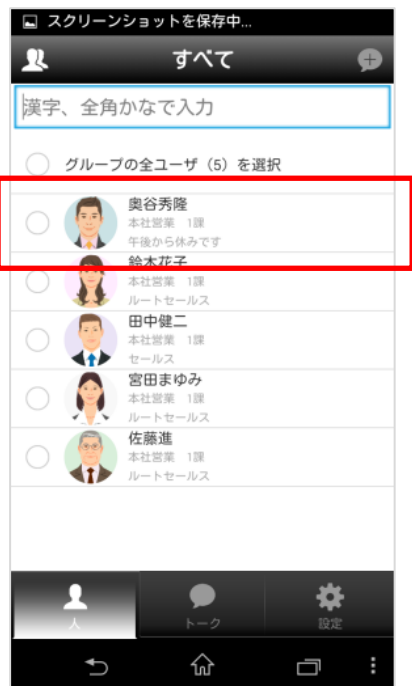 スクリーンショットを保存中...
すべて
漢字、全角かなで入力
グループの全ユーザ（5）を選択
奥谷秀隆
本社営業 1課
午後から休みです
鈴木花子
本社営業 1課
ルートセールス
田中健二
本社営業 1課
セールス
宮田まゆみ
本社営業 1課
ルートセールス
佐藤進
本社営業 1課
ルートセールス
人
トーク
設定